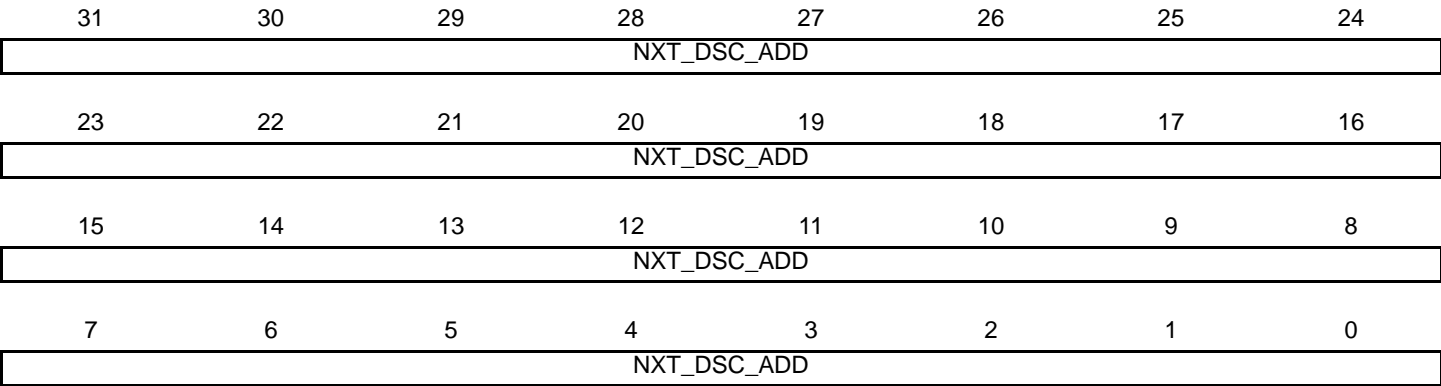 31 30 29 28 27 26 25 24
NXT_DSC_ADD
23 22 21 20 19 18 17 16
NXT_DSC_ADD
15 14 13 12 11 10 9 8
NXT_DSC_ADD
7 6 5 4 3 2 1 0
NXT_DSC_ADD